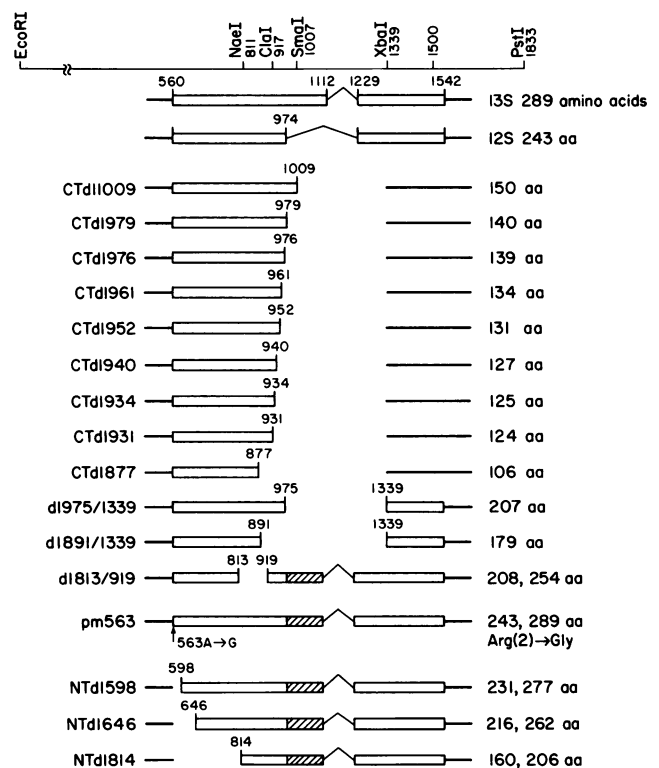 EcoRI
NaeI
811
ClaI
917
SmaI
1007
XbaI
1339
1500
PstI
1833
560 1112 1229 1542
13S 289 amino acids
974
12S 243 aa
1009
CTdl1009 150 aa
979
CTdl979 140 aa
976
CTdl976 139 aa
961
CTdl961 134 aa
952
CTdl952 131 aa
940
CTdl940 127 aa
934
CTdl934 125 aa
931
CTdl931 124 aa
877
CTdl877 106 aa
975 1339
dl975/1339 207 aa
891 1339
dl891/1339 179 aa
813 919
dl813/919 208, 254 aa
pm563 243, 289 aa
563A→G Arg(2)→Gly
598
NTdl598 231, 277 aa
646
NTdl646 216, 262 aa
814
NTdl814 160, 206 aa